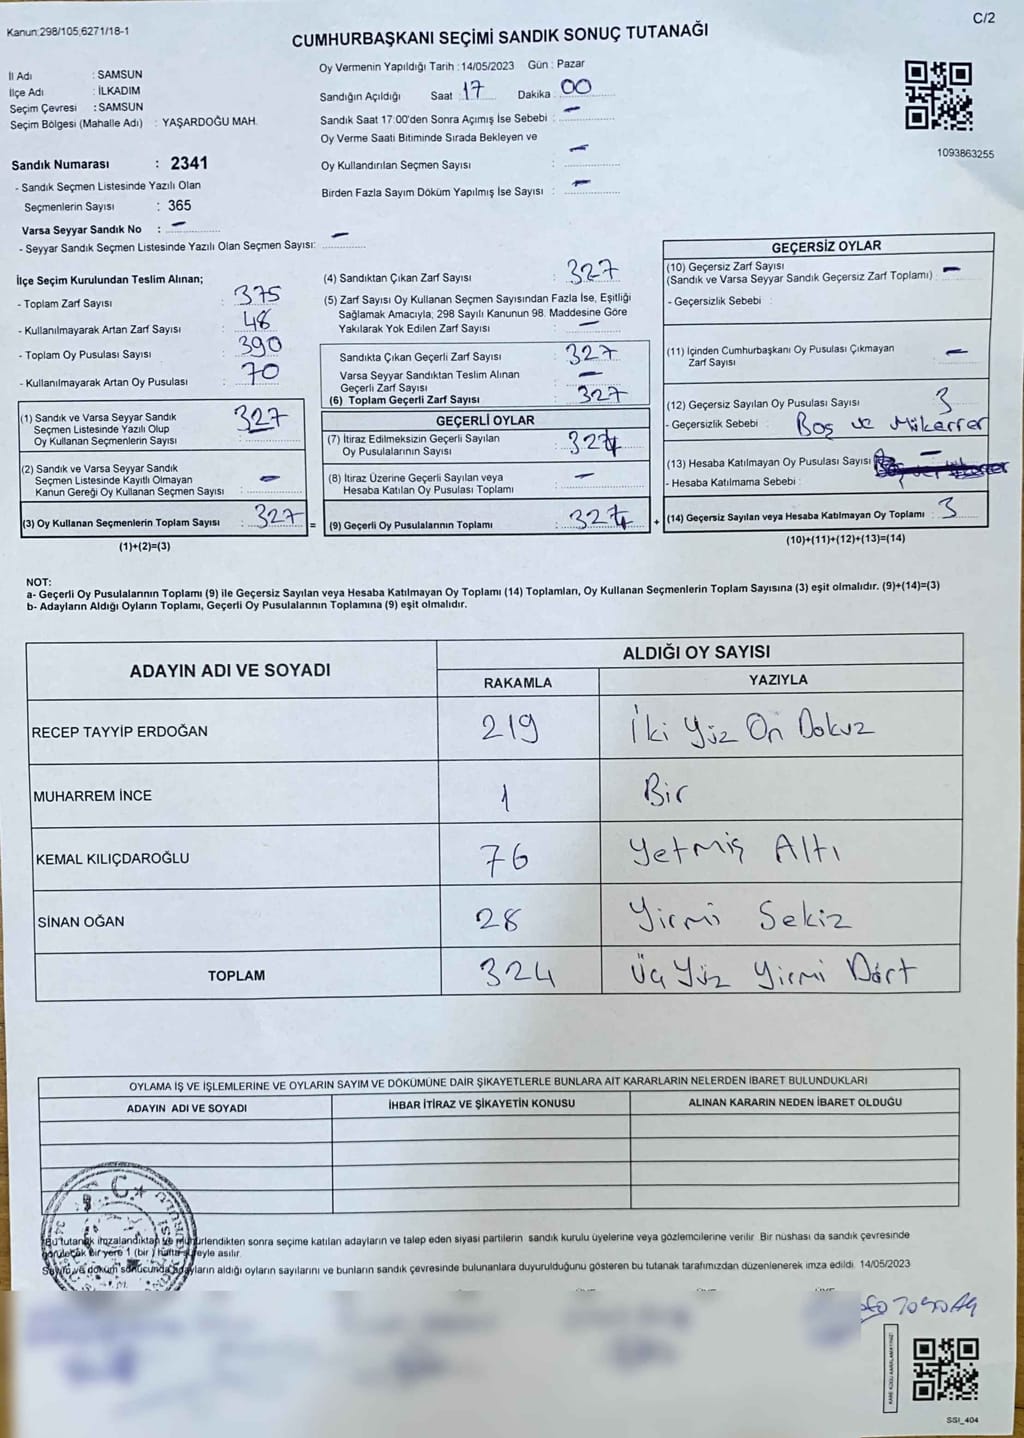 Kanun:298/105,6271/18-1
C/2
CUMHURBAŞKANI SEÇİMİ SANDIK SONUÇ TUTANAĞI
İl Adı : SAMSUN
İlçe Adı : İLKADIM
Seçim Çevresi : SAMSUN
Seçim Bölgesi (Mahalle Adı) : YAŞARDOĞU MAH.
Sandık Numarası : 2341
- Sandık Seçmen Listesinde Yazılı Olan
Seçmenlerin Sayısı : 365
Varsa Seyyar Sandık No : -
- Seyyar Sandık Seçmen Listesinde Yazılı Olan Seçmen Sayısı: -
Oy Vermenin Yapıldığı Tarih : 14/05/2023 Gün : Pazar
Sandığın Açıldığı Saat : 17 Dakika : 00
Sandık Saat 17:00'den Sonra Açımış İse Sebebi : -
Oy Verme Saati Bitiminde Sırada Bekleyen ve
Oy Kullandırılan Seçmen Sayısı : -
Birden Fazla Sayım Döküm Yapılmış İse Sayısı : -
1093863255
İlçe Seçim Kurulundan Teslim Alınan;
- Toplam Zarf Sayısı : 375
- Kullanılmayarak Artan Zarf Sayısı : 48
- Toplam Oy Pusulası Sayısı : 390
- Kullanılmayarak Artan Oy Pusulası : 70
(1) Sandık ve Varsa Seyyar Sandık
Seçmen Listesinde Yazılı Olup
Oy Kullanan Seçmenlerin Sayısı : 327
(2) Sandık ve Varsa Seyyar Sandık
Seçmen Listesinde Kayıtlı Olmayan
Kanun Gereği Oy Kullanan Seçmen Sayısı : -
(3) Oy Kullanan Seçmenlerin Toplam Sayısı : 327 =
(1)+(2)=(3)
(4) Sandıktan Çıkan Zarf Sayısı : 327
(5) Zarf Sayısı Oy Kullanan Seçmen Sayısından Fazla İse, Eşitliği
Sağlamak Amacıyla, 298 Sayılı Kanunun 98. Maddesine Göre
Yakılarak Yok Edilen Zarf Sayısı : -
Sandıkta Çıkan Geçerli Zarf Sayısı : 327
Varsa Seyyar Sandıktan Teslim Alınan
Geçerli Zarf Sayısı : -
(6) Toplam Geçerli Zarf Sayısı : 327
GEÇERLİ OYLAR
(7) İtiraz Edilmeksizin Geçerli Sayılan
Oy Pusulalarının Sayısı : 324
(8) İtiraz Üzerine Geçerli Sayılan veya
Hesaba Katılan Oy Pusulası Toplamı : -
(9) Geçerli Oy Pusulalarının Toplamı : 324 +
GEÇERSİZ OYLAR
(10) Geçersiz Zarf Sayısı
(Sandık ve Varsa Seyyar Sandık Geçersiz Zarf Toplamı) : -
- Geçersizlik Sebebi :
(11) İçinden Cumhurbaşkanı Oy Pusulası Çıkmayan
Zarf Sayısı : -
(12) Geçersiz Sayılan Oy Pusulası Sayısı : 3
- Geçersizlik Sebebi : Boş ve Mükerrer
(13) Hesaba Katılmayan Oy Pusulası Sayısı : -
- Hesaba Katılmama Sebebi :
(14) Geçersiz Sayılan veya Hesaba Katılmayan Oy Toplamı : 3
(10)+(11)+(12)+(13)=(14)
NOT:
a- Geçerli Oy Pusulalarının Toplamı (9) ile Geçersiz Sayılan veya Hesaba Katılmayan Oy Toplamı (14) Toplamları, Oy Kullanan Seçmenlerin Toplam Sayısına (3) eşit olmalıdır. (9)+(14)=(3)
b- Adayların Aldığı Oyların Toplamı, Geçerli Oy Pusulalarının Toplamına (9) eşit olmalıdır.
ADAYIN ADI VE SOYADI ALDIĞI OY SAYISI
RAKAMLA YAZIYLA
RECEP TAYYİP ERDOĞAN 219 İki Yüz On Dokuz
MUHARREM İNCE 1 Bir
KEMAL KILIÇDAROĞLU 76 Yetmiş Altı
SİNAN OĞAN 28 Yirmi Sekiz
TOPLAM 324 Üç Yüz Yirmi Dört
OYLAMA İŞ VE İŞLEMLERİNE VE OYLARIN SAYIM VE DÖKÜMÜNE DAİR ŞİKAYETLERLE BUNLARA AİT KARARLARIN NELERDEN İBARET BULUNDUKLARI
ADAYIN ADI VE SOYADI İHBAR İTİRAZ VE ŞİKAYETİN KONUSU ALINAN KARARIN NEDEN İBARET OLDUĞU
Bu tutanak imzalandıktan ve mühürlendikten sonra seçime katılan adayların ve talep eden siyasi partilerin sandık kurulu üyelerine veya gözlemcilerine verilir. Bir nüshası da sandık çevresinde
görülecek bir yere 1 (bir) hafta süreyle asılır.
Sayım ve döküm sonucunda adayların aldığı oyların sayılarını ve bunların sandık çevresinde bulunanlara duyurulduğunu gösteren bu tutanak tarafımızdan düzenlenerek imza edildi. 14/05/2023
SSI_404